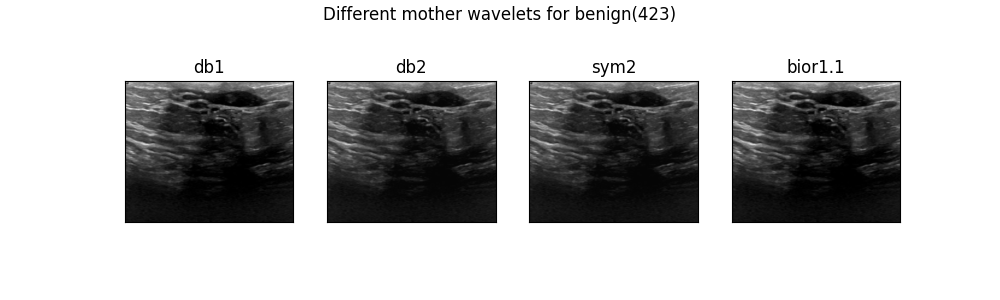 Different mother wavelets for benign(423)
db1
db2
sym2
bior1.1